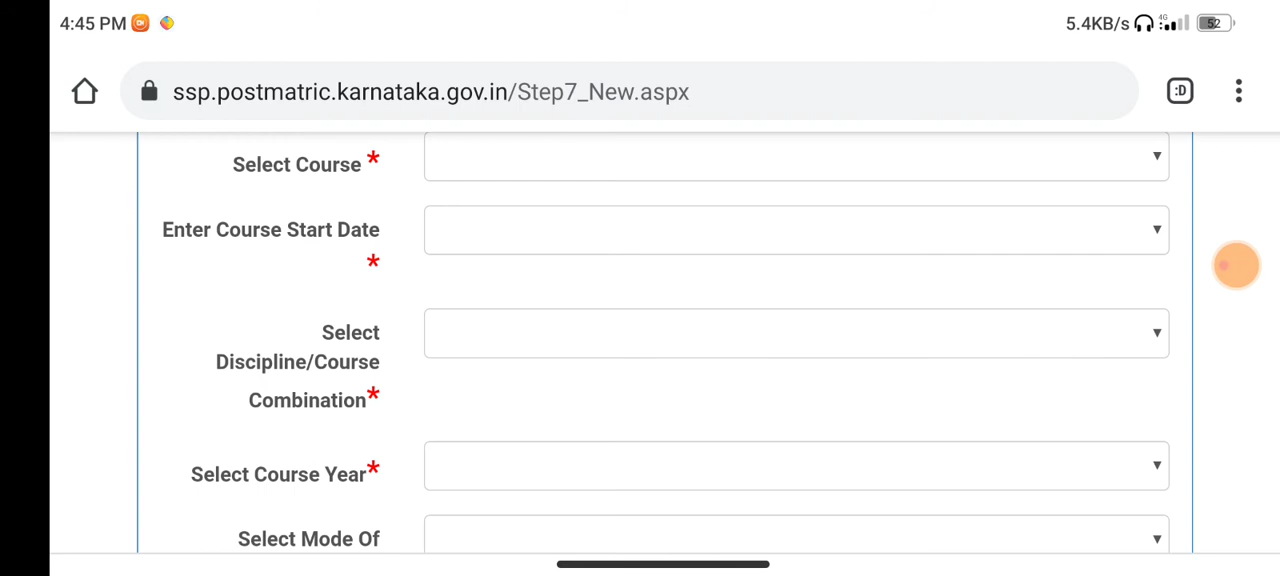 4:45 PM
5.4KB/s 4G 52
ssp.postmatric.karnataka.gov.in/Step7_New.aspx
:D
Select Course *
Enter Course Start Date
*
Select
Discipline/Course
Combination*
Select Course Year*
Select Mode Of